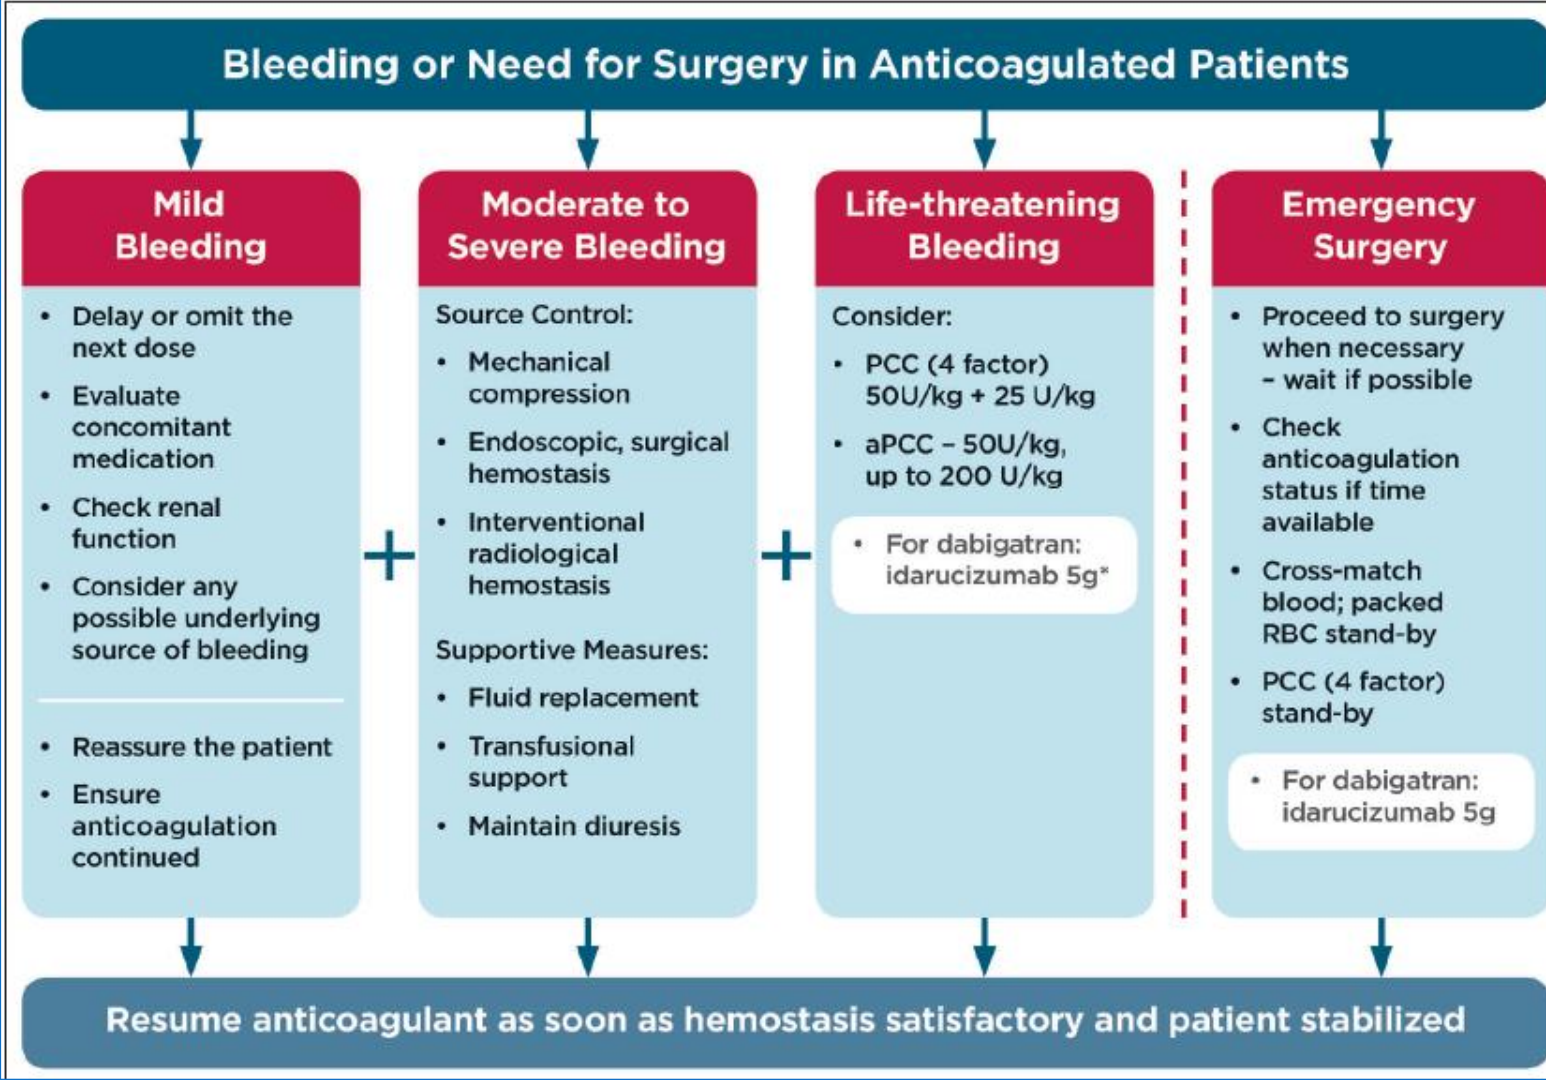 Bleeding or Need for Surgery in Anticoagulated Patients
Mild
Bleeding
• Delay or omit the
next dose
• Evaluate
concomitant
medication
• Check renal
function
• Consider any
possible underlying
source of bleeding
• Reassure the patient
• Ensure
anticoagulation
continued
+
Moderate to
Severe Bleeding
Source Control:
• Mechanical
compression
• Endoscopic, surgical
hemostasis
• Interventional
radiological
hemostasis
Supportive Measures:
• Fluid replacement
• Transfusional
support
• Maintain diuresis
+
Life-threatening
Bleeding
Consider:
• PCC (4 factor)
50U/kg + 25 U/kg
• aPCC – 50U/kg,
up to 200 U/kg
• For dabigatran:
idarucizumab 5g*
Emergency
Surgery
• Proceed to surgery
when necessary
– wait if possible
• Check
anticoagulation
status if time
available
• Cross-match
blood; packed
RBC stand-by
• PCC (4 factor)
stand-by
• For dabigatran:
idarucizumab 5g
Resume anticoagulant as soon as hemostasis satisfactory and patient stabilized